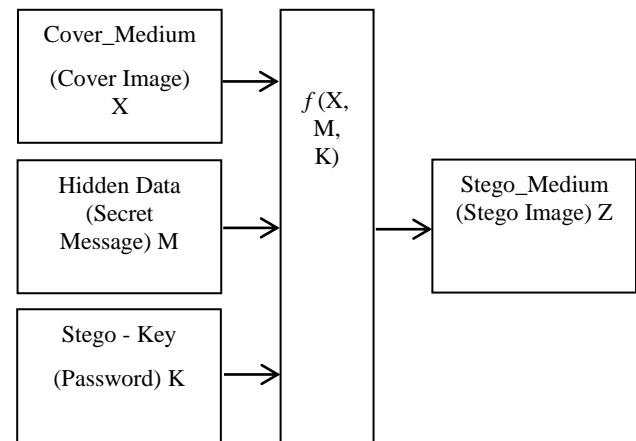 Cover_Medium
(Cover Image)
X
Hidden Data
(Secret
Message) M
Stego - Key
(Password) K
f (X,
M,
K)
Stego_Medium
(Stego Image) Z